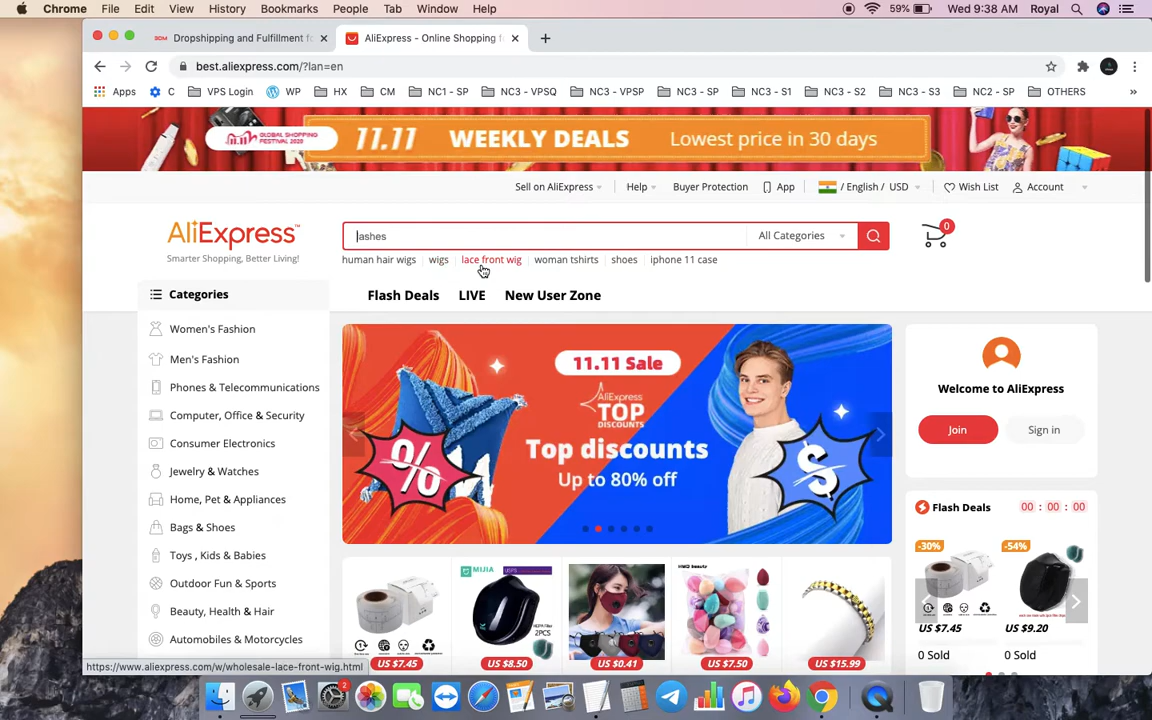 Chrome File Edit View History Bookmarks People Tab Window Help 59% Wed 9:38 AM Royal
Dropshipping and Fulfillment fo AliExpress - Online Shopping f
best.aliexpress.com/?lan=en
Apps C VPS Login WP HX CM NC1 - SP NC3 - VPSQ NC3 - VPSP NC3 - SP NC3 - S1 NC3 - S2 NC3 - S3 NC2 - SP OTHERS »
GLOBAL SHOPPING FESTIVAL 11.11 WEEKLY DEALS Lowest price in 30 days
Sell on AliExpress Help Buyer Protection App / English / USD Wish List Account
AliExpress™
Smarter Shopping, Better Living!
lashes All Categories 0
human hair wigs wigs lace front wig woman tshirts shoes iphone 11 case
Categories Flash Deals LIVE New User Zone
Women's Fashion
Men's Fashion
Phones & Telecommunications
Computer, Office & Security
Consumer Electronics
Jewelry & Watches
Home, Pet & Appliances
Bags & Shoes
Toys , Kids & Babies
Outdoor Fun & Sports
Beauty, Health & Hair
Automobiles & Motorcycles
11.11 Sale
AliExpress
TOP
DISCOUNTS
Top discounts
Up to 80% off
% $
Welcome to AliExpress
Join Sign in
Flash Deals 00 : 00 : 00
-30% -54%
US $7.45 US $9.20
0 Sold 0 Sold
MIJIA
2PCS
US $7.45 US $8.50 US $0.41 US $7.50 US $15.99
https://www.aliexpress.com/w/wholesale-lace-front-wig.html
2